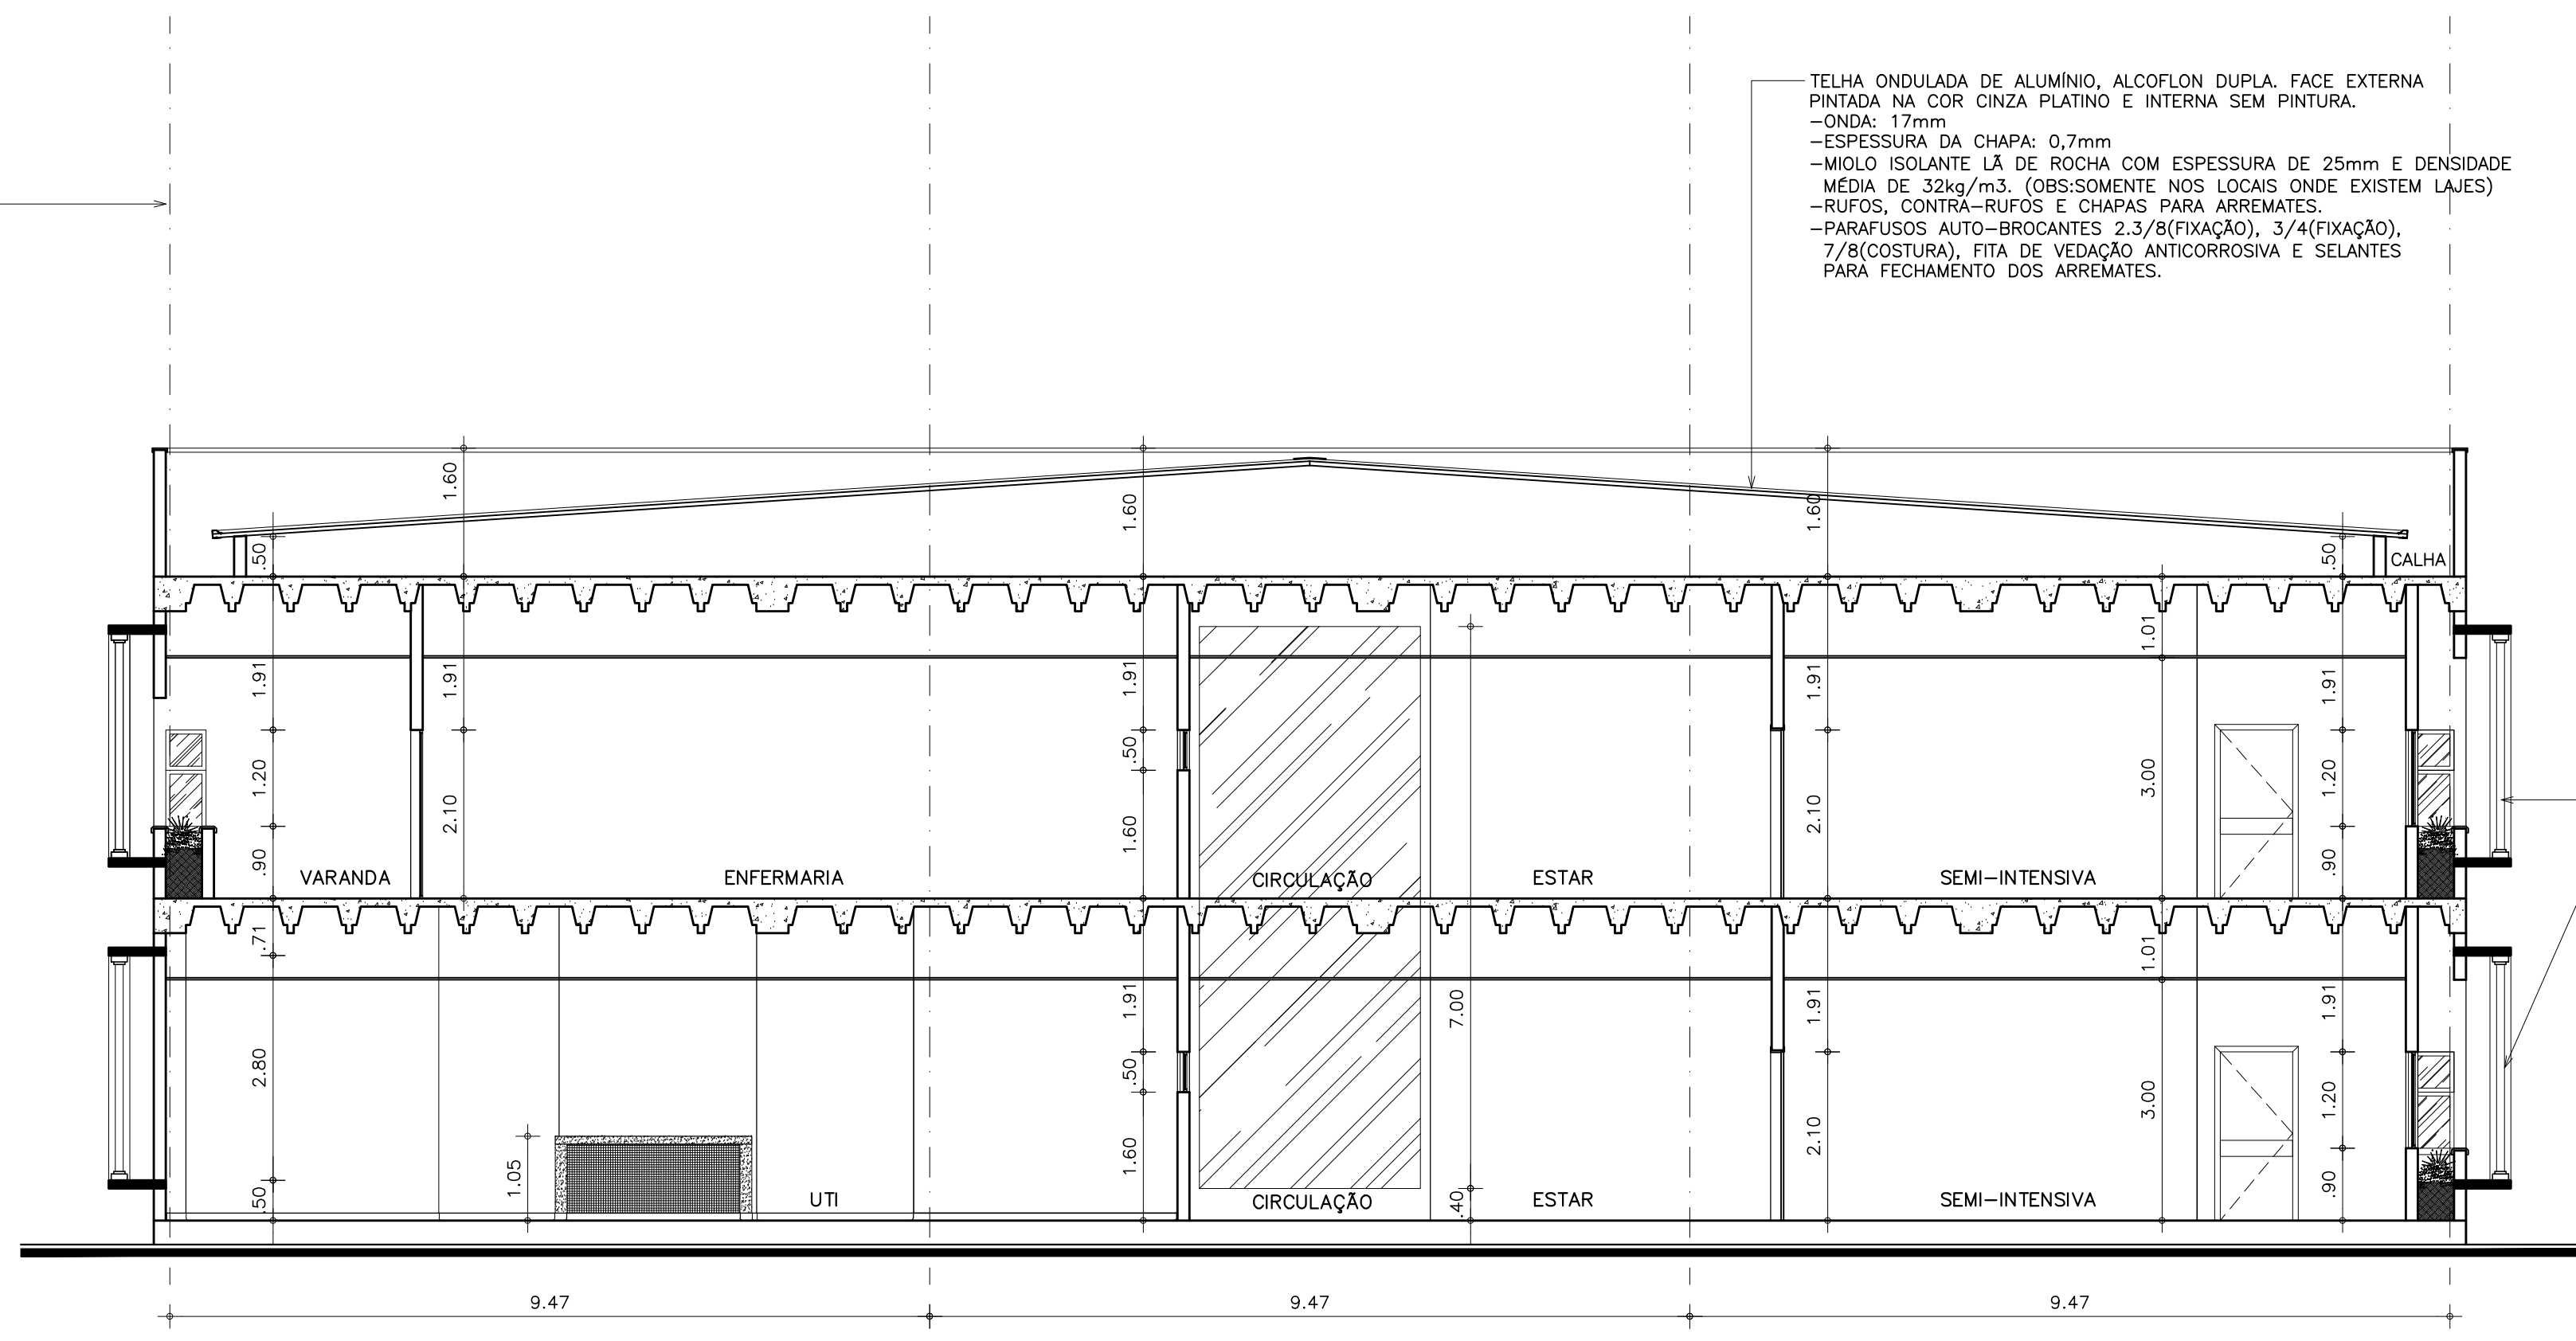 TELHA ONDULADA DE ALUMÍNIO, ALCOFLON DUPLA. FACE EXTERNA
PINTADA NA COR CINZA PLATINO E INTERNA SEM PINTURA.
-ONDA: 17mm
-ESPESSURA DA CHAPA: 0,7mm
-MIOLO ISOLANTE LÃ DE ROCHA COM ESPESSURA DE 25mm E DENSIDADE
MÉDIA DE 32kg/m3. (OBS:SOMENTE NOS LOCAIS ONDE EXISTEM LAJES)
-RUFOS, CONTRA-RUFOS E CHAPAS PARA ARREMATES.
-PARAFUSOS AUTO-BROCANTES 2.3/8(FIXAÇÃO), 3/4(FIXAÇÃO),
7/8(COSTURA), FITA DE VEDAÇÃO ANTICORROSIVA E SELANTES
PARA FECHAMENTO DOS ARREMATES.
1.60
1.60
1.60
.50
.50
CALHA
1.01
1.91
1.91
1.91
1.91
1.91
.50
1.20
2.10
1.60
2.10
3.00
1.20
.90
.90
VARANDA
ENFERMARIA
CIRCULAÇÃO
ESTAR
SEMI-INTENSIVA
.71
1.01
1.91
7.00
1.91
1.91
2.80
.50
1.60
2.10
3.00
1.20
1.05
.50
.40
.90
UTI
CIRCULAÇÃO
ESTAR
SEMI-INTENSIVA
9.47
9.47
9.47